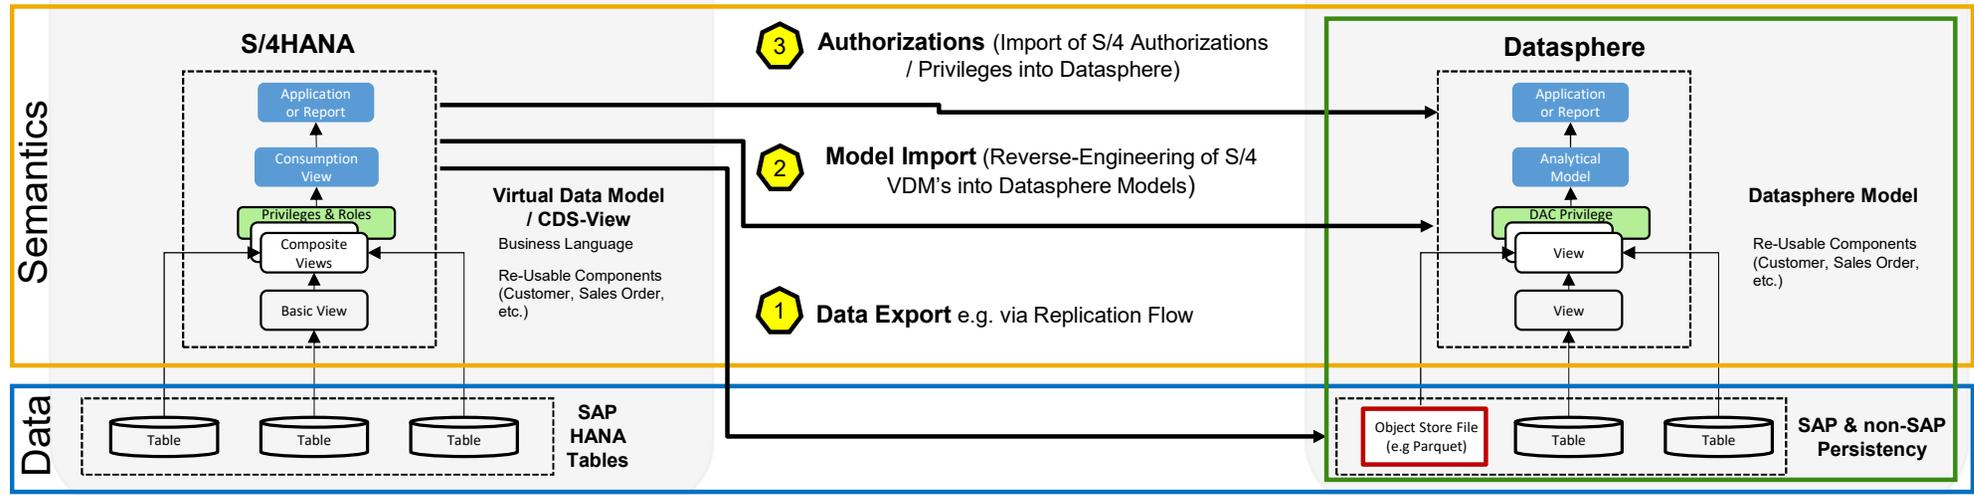 Semantics
S/4HANA
Application
or Report
Consumption
View
Privileges & Roles
Composite
Views
Basic View
Virtual Data Model
/ CDS-View
Business Language
Re-Usable Components
(Customer, Sales Order,
etc.)
3
Authorizations (Import of S/4 Authorizations
/ Privileges into Datasphere)
2
Model Import (Reverse-Engineering of S/4
VDM's into Datasphere Models)
1
Data Export e.g. via Replication Flow
Datasphere
Application
or Report
Analytical
Model
DAC Privilege
View
View
Datasphere Model
Re-Usable Components
(Customer, Sales Order,
etc.)
Data
Table
Table
Table
SAP
HANA
Tables
Object Store File
(e.g Parquet)
Table
Table
SAP & non-SAP
Persistency